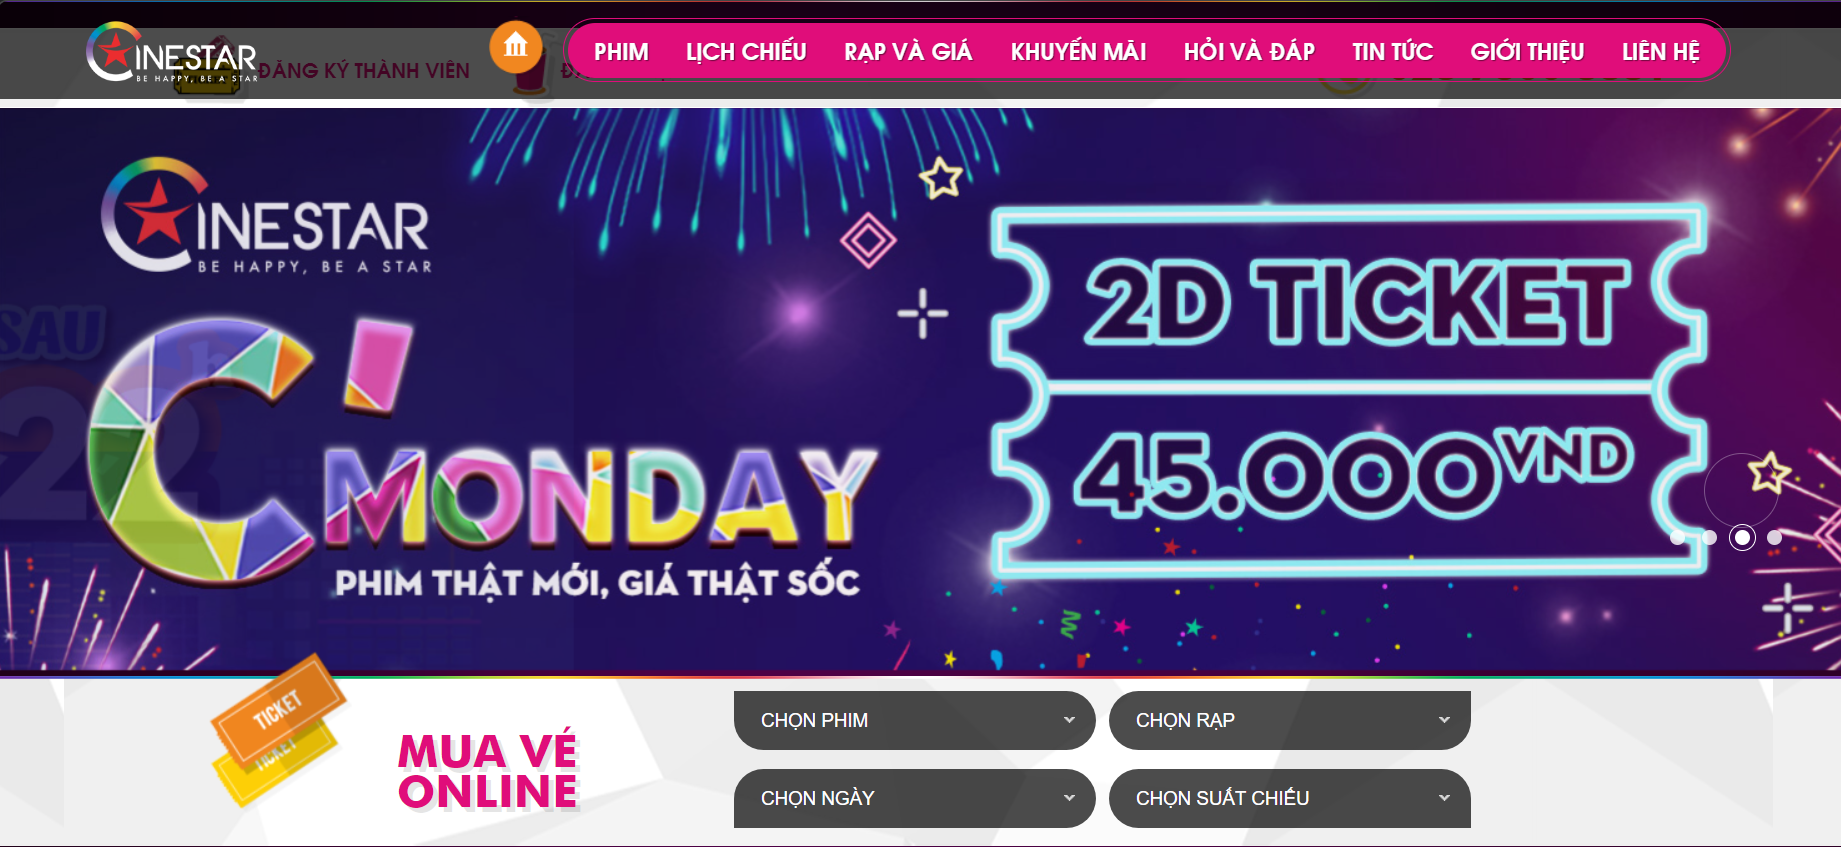 CINESTAR
BE HAPPY, BE A STAR
PHIM LỊCH CHIẾU RẠP VÀ GIÁ KHUYẾN MÃI HỎI VÀ ĐÁP TIN TỨC GIỚI THIỆU LIÊN HỆ
ĐĂNG KÝ THÀNH VIÊN
CINESTAR
BE HAPPY, BE A STAR
SAU
22
C'MONDAY
PHIM THẬT MỚI, GIÁ THẬT SỐC
2D TICKET
45.000VND
TICKET
TICKET
MUA VÉ
ONLINE
CHỌN PHIM
CHỌN RẠP
CHỌN NGÀY
CHỌN SUẤT CHIẾU